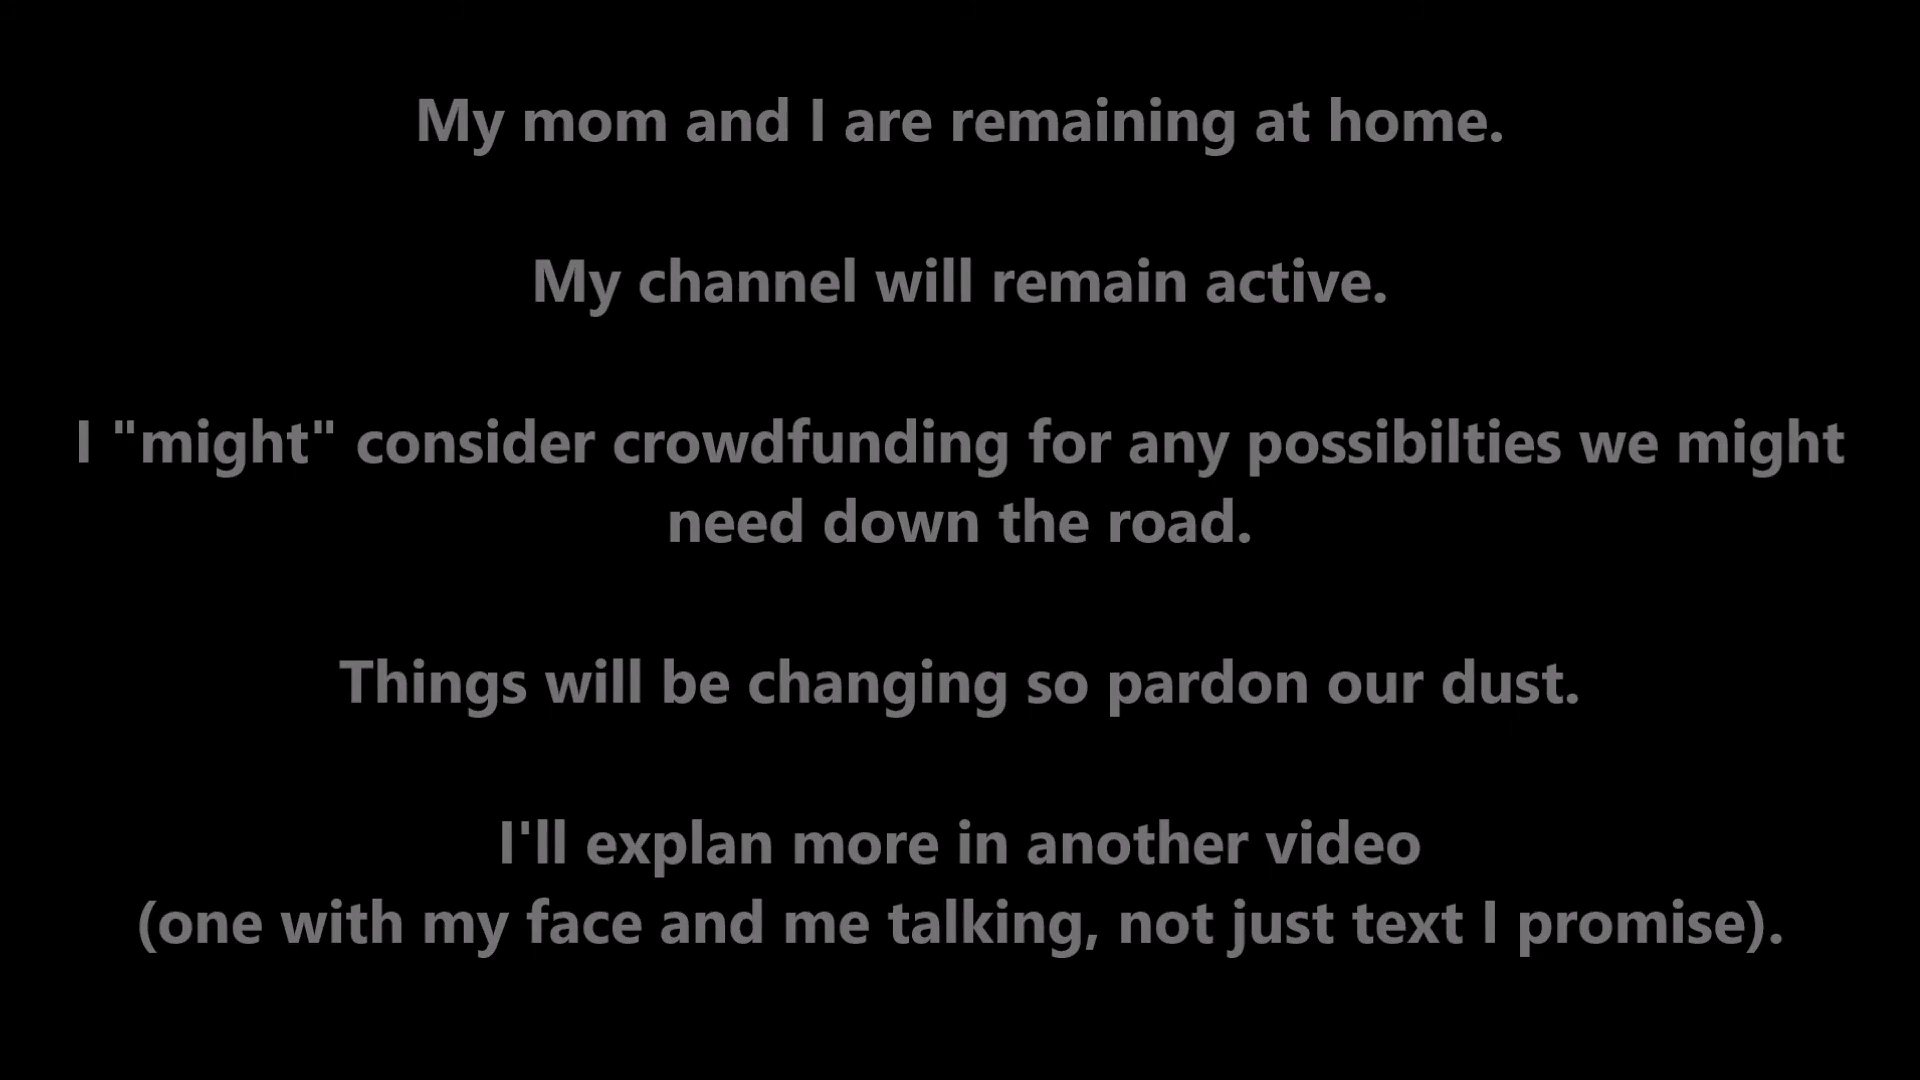 My mom and I are remaining at home.
My channel will remain active.
I "might" consider crowdfunding for any possibilties we might
need down the road.
Things will be changing so pardon our dust.
I'll explan more in another video
(one with my face and me talking, not just text I promise).